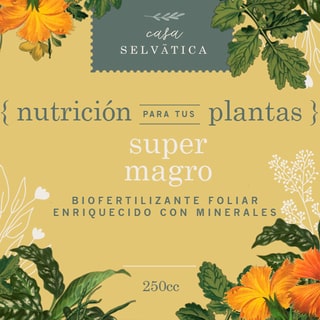 casa
SELVÁTICA
{ nutrición PARA TUS plantas }
super
magro
BIOFERTILIZANTE FOLIAR
ENRIQUECIDO CON MINERALES
250cc